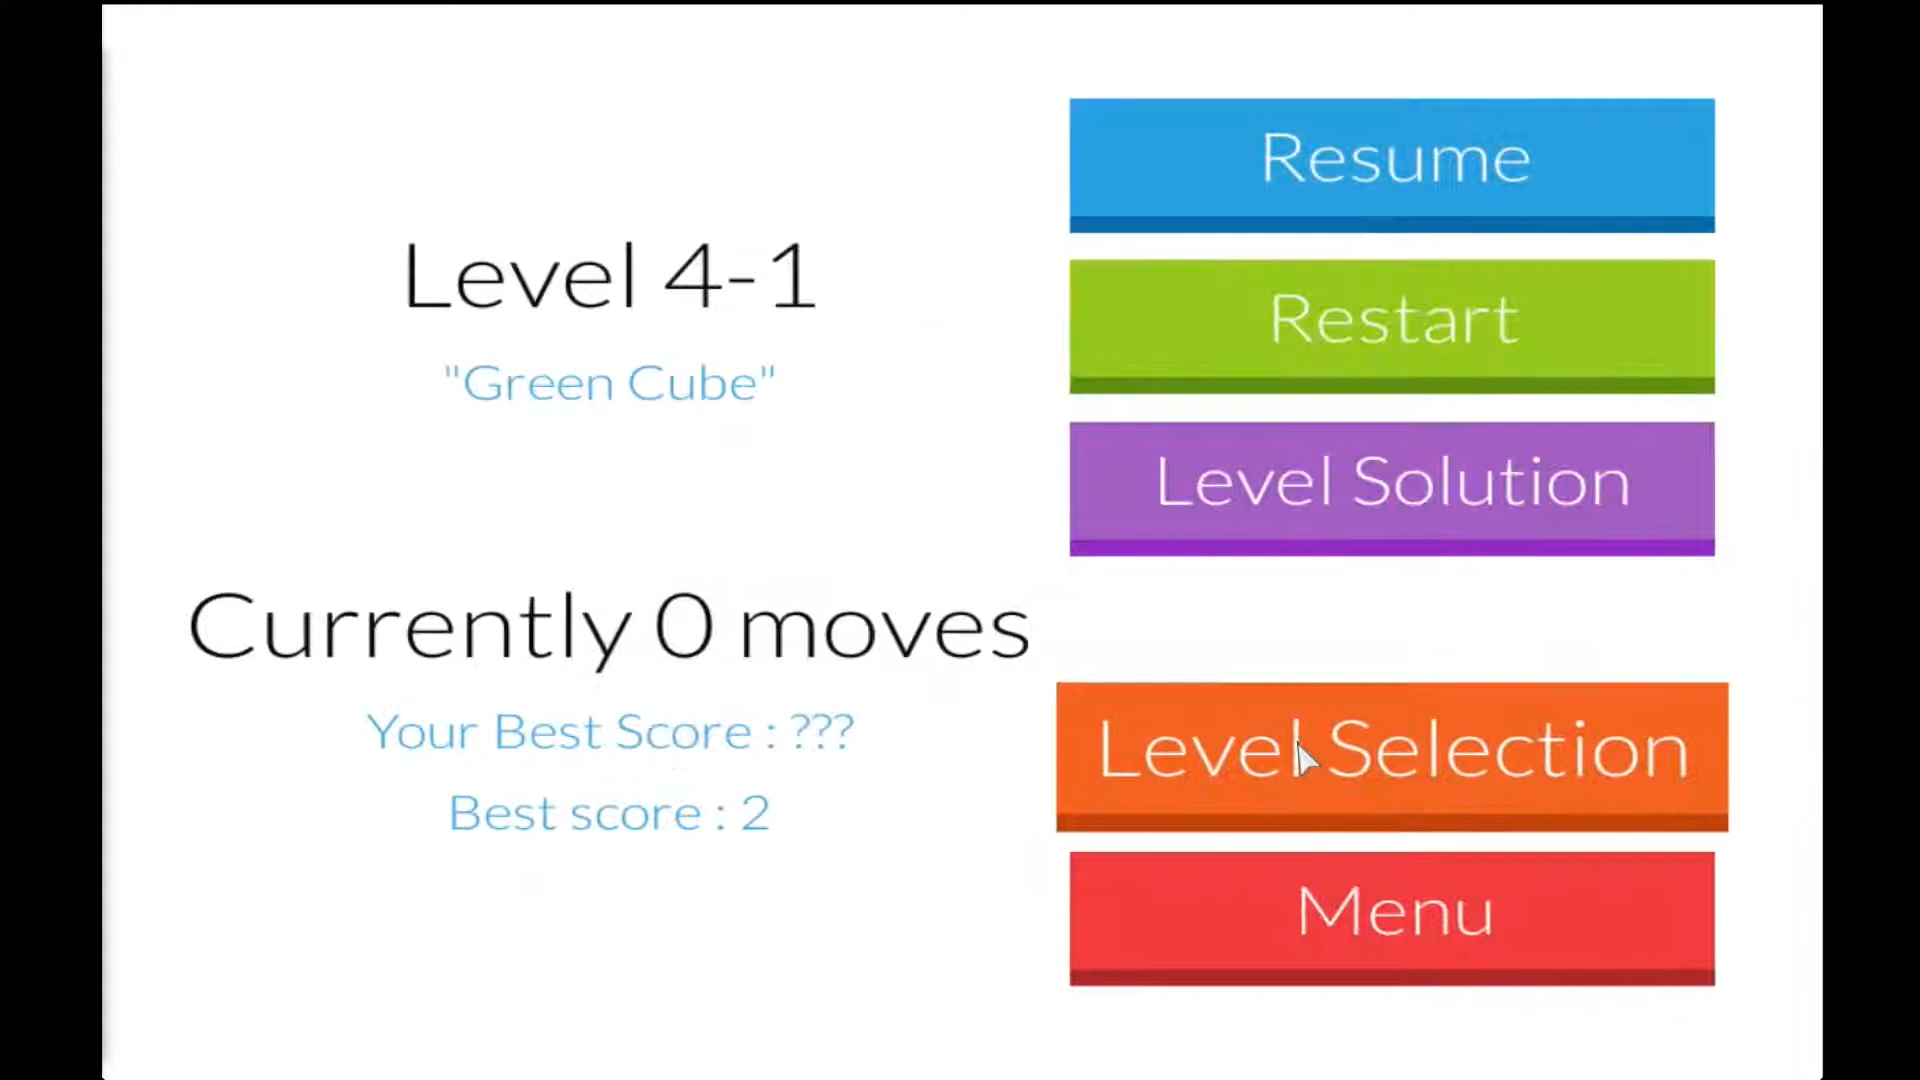 Level 4-1
"Green Cube"
Currently 0 moves
Your Best Score : ???
Best score : 2
Resume
Restart
Level Solution
Level Selection
Menu